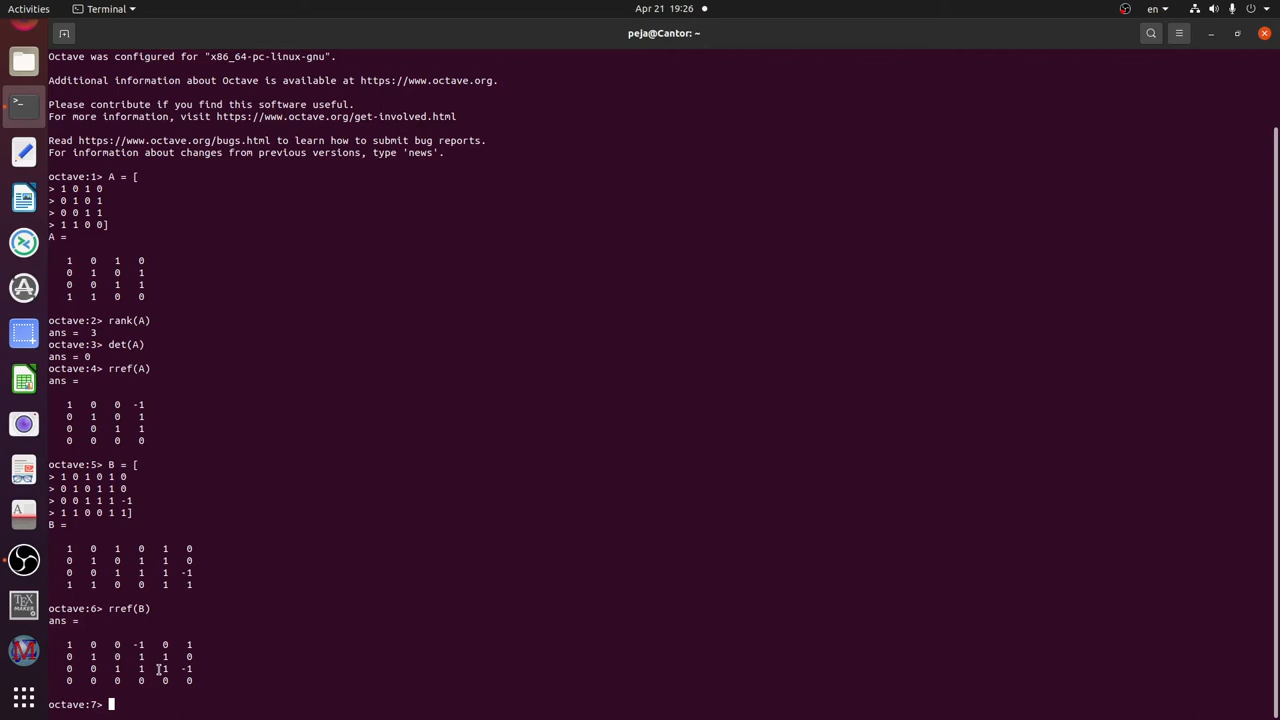 Activities Terminal Apr 21 19:26 en
peja@Cantor: ~
Octave was configured for "x86_64-pc-linux-gnu".
Additional information about Octave is available at https://www.octave.org.
Please contribute if you find this software useful.
For more information, visit https://www.octave.org/get-involved.html
Read https://www.octave.org/bugs.html to learn how to submit bug reports.
For information about changes from previous versions, type 'news'.
octave:1> A = [
> 1 0 1 0
> 0 1 0 1
> 0 0 1 1
> 1 1 0 0]
A =
1 0 1 0
0 1 0 1
0 0 1 1
1 1 0 0
octave:2> rank(A)
ans = 3
octave:3> det(A)
ans = 0
octave:4> rref(A)
ans =
1 0 0 -1
0 1 0 1
0 0 1 1
0 0 0 0
octave:5> B = [
> 1 0 1 0 1 0
> 0 1 0 1 1 0
> 0 0 1 1 1 -1
> 1 1 0 0 1 1]
B =
1 0 1 0 1 0
0 1 0 1 1 0
0 0 1 1 1 -1
1 1 0 0 1 1
octave:6> rref(B)
ans =
1 0 0 -1 0 1
0 1 0 1 1 0
0 0 1 1 1 -1
0 0 0 0 0 0
octave:7>